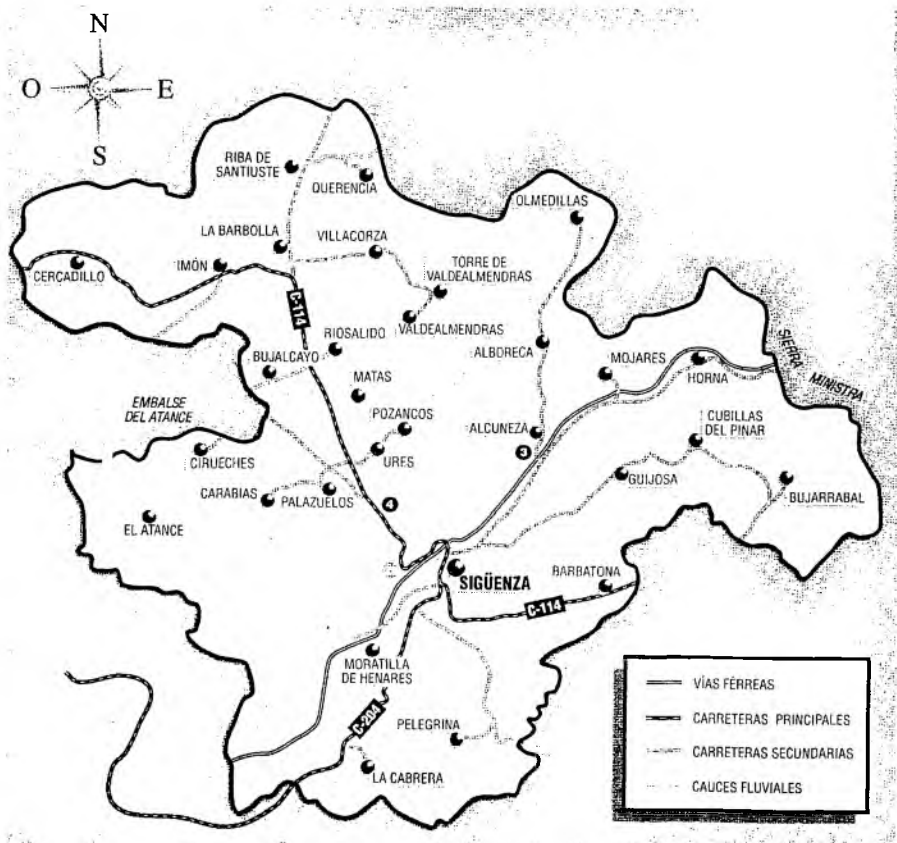 N
O E
S
RIBA DE
SANTIUSTE
QUERENCIA
OLMEDILLAS
LA BARBOLLA
VILLACORZA
CERCADILLO
IMÓN
TORRE DE
VALDEALMENDRAS
C-114
VALDEALMENDRAS
RIOSALIDO
BUJALCAYO
ALBORECA
MOJARES
HORNA
SIERRA
MINISTRA
MATAS
EMBALSE
DEL ATANCE
POZANCOS
ALCUNEZA
CUBILLAS
DEL PINAR
3
CIRUECHES
URES
GUIJOSA
BUJARRABAL
CARABIAS
PALAZUELOS
4
EL ATANCE
SIGÜENZA
BARBATONA
C-114
MORATILLA
DE HENARES
C-204
PELEGRINA
LA CABRERA
VÍAS FÉRREAS
CARRETERAS PRINCIPALES
CARRETERAS SECUNDARIAS
CAUCES FLUVIALES